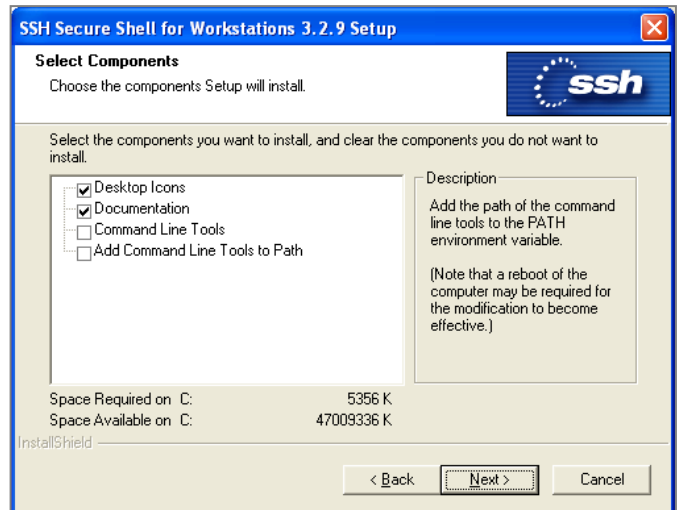 SSH Secure Shell for Workstations 3.2.9 Setup
Select Components
Choose the components Setup will install.
ssh
Select the components you want to install, and clear the components you do not want to
install.
Desktop Icons
Documentation
Command Line Tools
Add Command Line Tools to Path
Description
Add the path of the command
line tools to the PATH
environment variable.
(Note that a reboot of the
computer may be required for
the modification to become
effective.)
Space Required on C: 5356 K
Space Available on C: 47009336 K
InstallShield
< Back Next > Cancel